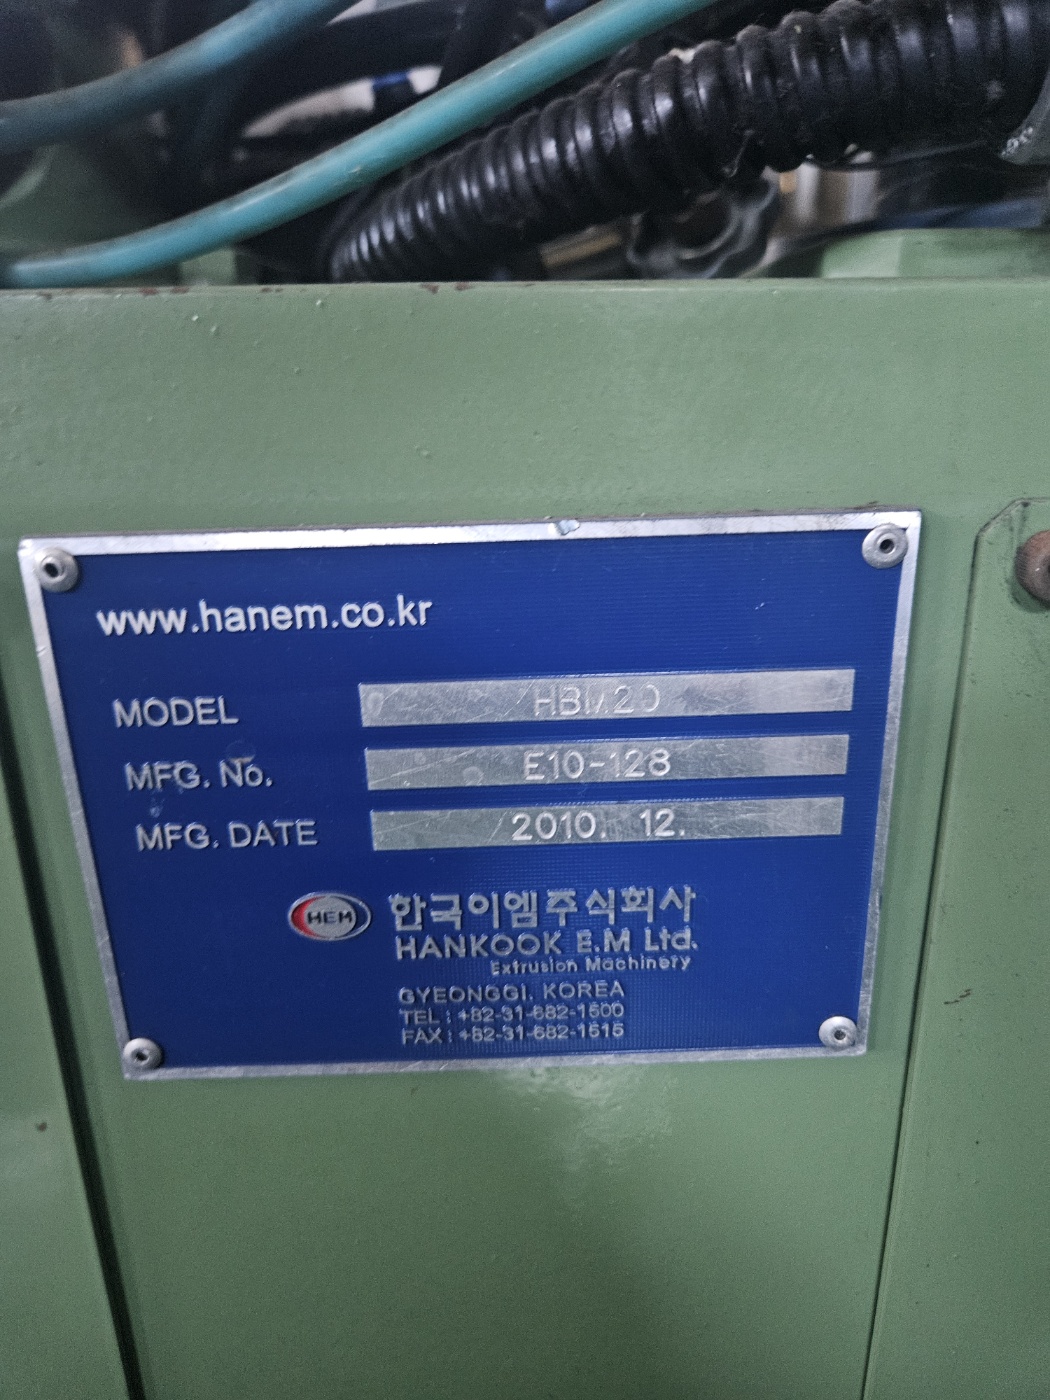 www.hanem.co.kr
MODEL HBM20
MFG. No. E10-128
MFG. DATE 2010. 12.
HEM 한국이엠주식회사
HANKOOK E.M Ltd.
Extrusion Machinery
GYEONGGI, KOREA
TEL : +82-31-682-1500
FAX : +82-31-682-1515